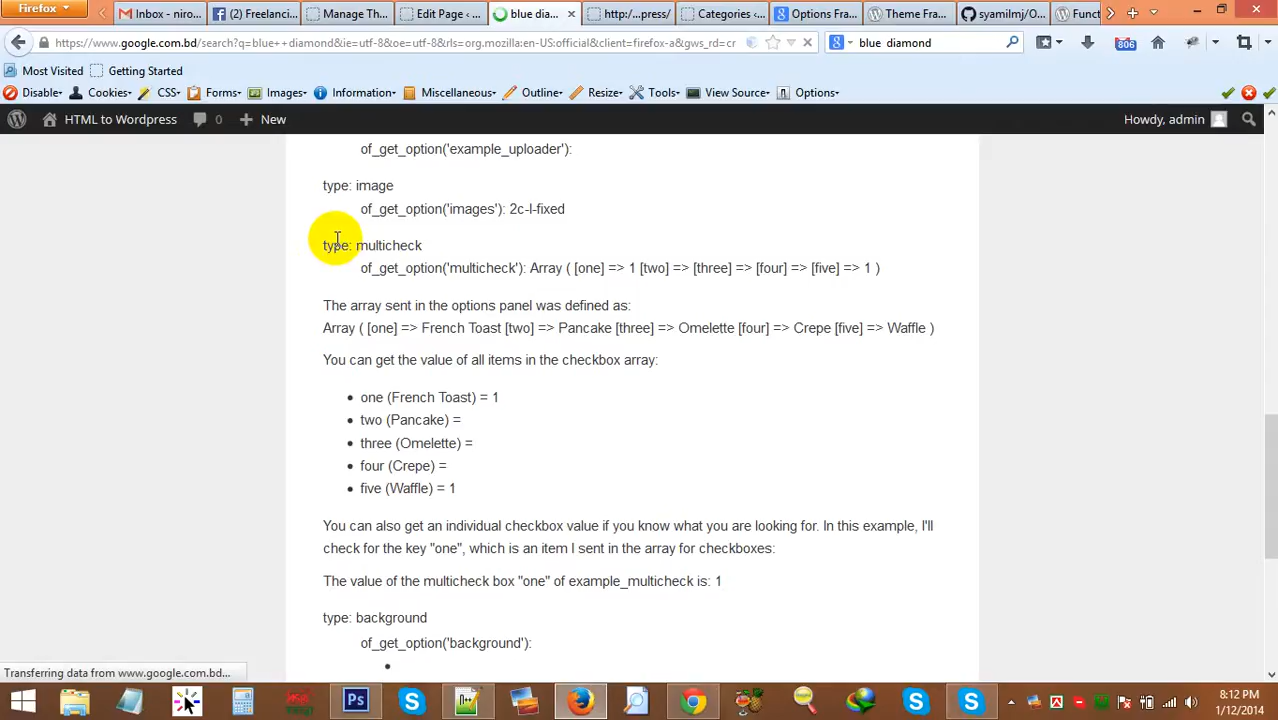 Firefox
Inbox - niro...
(2) Freelanci...
Manage Th...
Edit Page < ...
blue dia...
http:/...press/
Categories <...
Options Fra...
Theme Fra...
syamilmj/O...
Funct
https://www.google.com.bd/search?q=blue++diamond&ie=utf-8&oe=utf-8&rls=org.mozilla:en-US:official&client=firefox-a&gws_rd=cr
blue diamond
806
Most Visited
Getting Started
Disable
Cookies
CSS
Forms
Images
Information
Miscellaneous
Outline
Resize
Tools
View Source
Options
HTML to Wordpress
0
New
Howdy, admin
of_get_option('example_uploader'):
type: image
of_get_option('images'): 2c-l-fixed
type: multicheck
of_get_option('multicheck'): Array ( [one] => 1 [two] => [three] => [four] => [five] => 1 )
The array sent in the options panel was defined as:
Array ( [one] => French Toast [two] => Pancake [three] => Omelette [four] => Crepe [five] => Waffle )
You can get the value of all items in the checkbox array:
• one (French Toast) = 1
• two (Pancake) =
• three (Omelette) =
• four (Crepe) =
• five (Waffle) = 1
You can also get an individual checkbox value if you know what you are looking for. In this example, I'll
check for the key "one", which is an item I sent in the array for checkboxes:
The value of the multicheck box "one" of example_multicheck is: 1
type: background
of_get_option('background'):
•
Transferring data from www.google.com.bd...
8:12 PM
1/12/2014